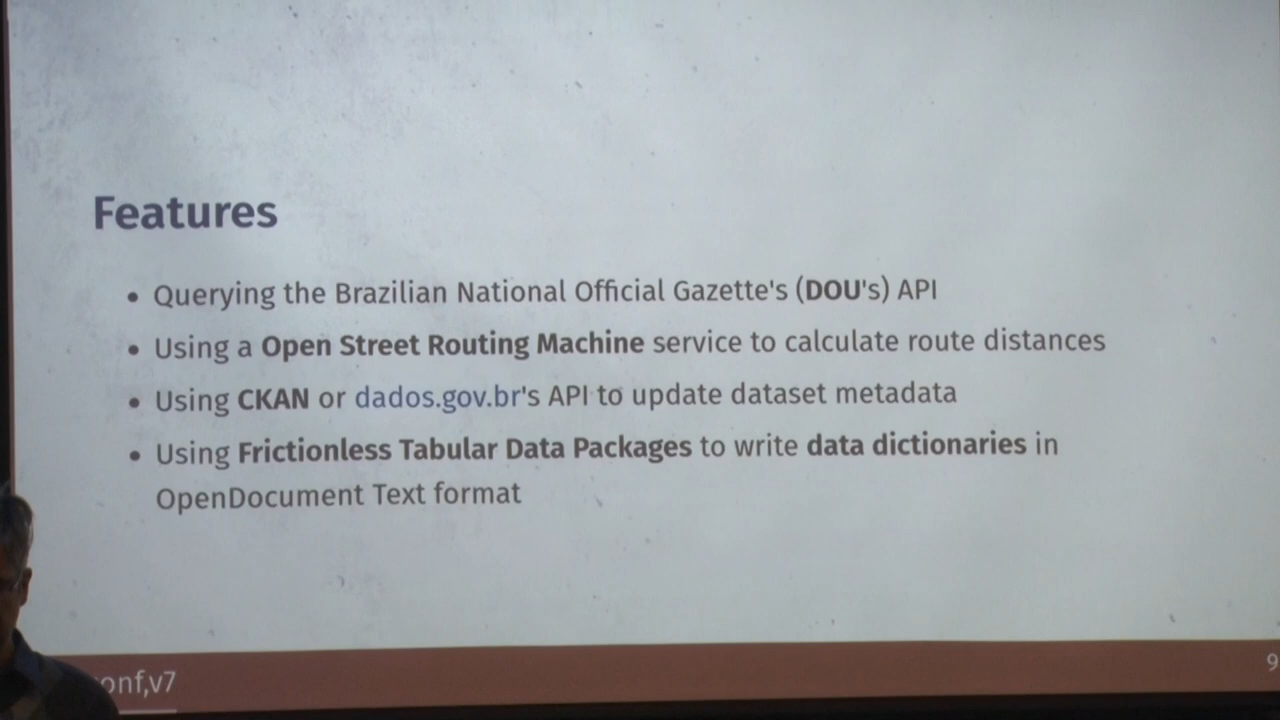 Features
• Querying the Brazilian National Official Gazette's (DOU's) API
• Using a Open Street Routing Machine service to calculate route distances
• Using CKAN or dados.gov.br's API to update dataset metadata
• Using Frictionless Tabular Data Packages to write data dictionaries in
OpenDocument Text format
onf,v7
9